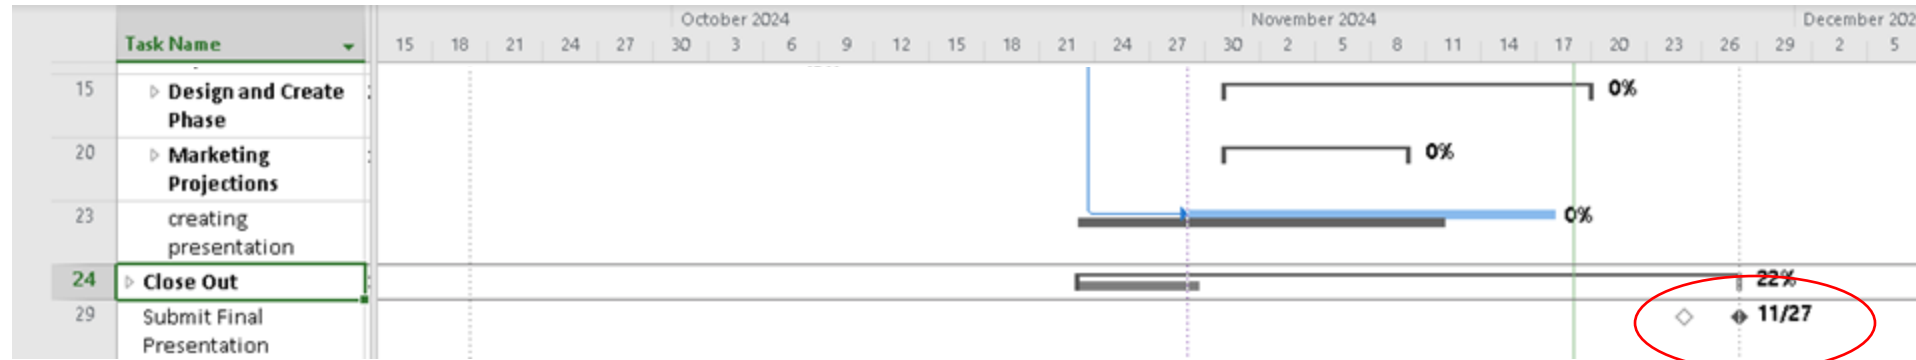 October 2024 November 2024 December 202
Task Name 15 18 21 24 27 30 3 6 9 12 15 18 21 24 27 30 2 5 8 11 14 17 20 23 26 29 2 5
15 Design and Create 0%
Phase
20 Marketing 0%
Projections
23 creating 0%
presentation
24 Close Out 22%
29 Submit Final 11/27
Presentation